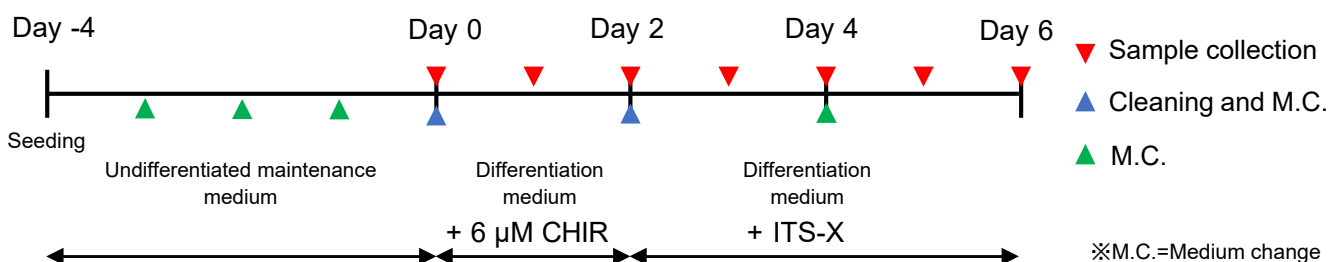 Day -4
Day 0
Day 2
Day 4
Day 6
Sample collection
Cleaning and M.C.
M.C.
Seeding
Undifferentiated maintenance
medium
Differentiation
medium
+ 6 μM CHIR
Differentiation
medium
+ ITS-X
※M.C.=Medium change